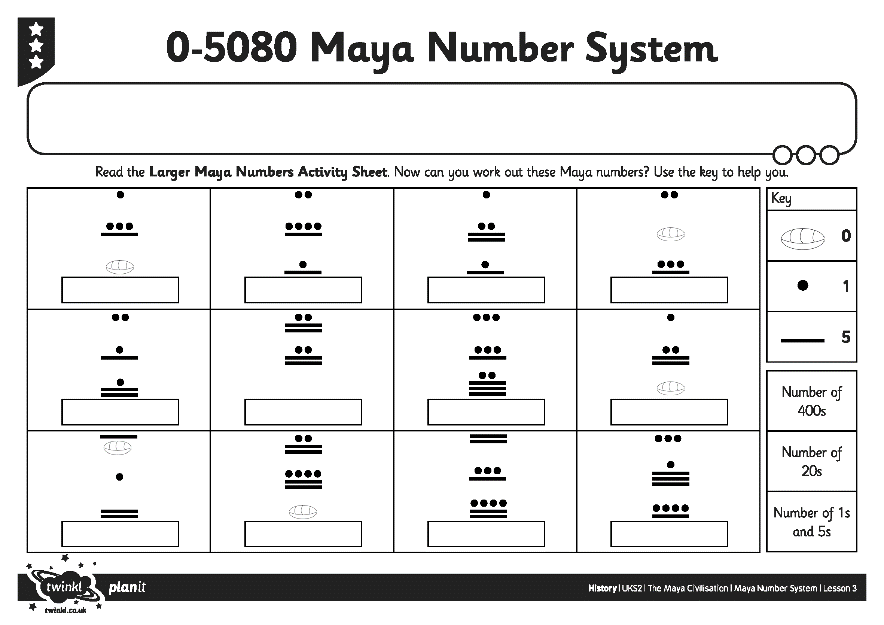 0-5080 Maya Number System
Read the Larger Maya Numbers Activity Sheet. Now can you work out these Maya numbers? Use the key to help you.
Key
0
1
5
Number of
400s
Number of
20s
Number of 1s
and 5s
twinkl planit
twinkl.co.uk
History | UKS2 | The Maya Civilisation | Maya Number System | Lesson 3